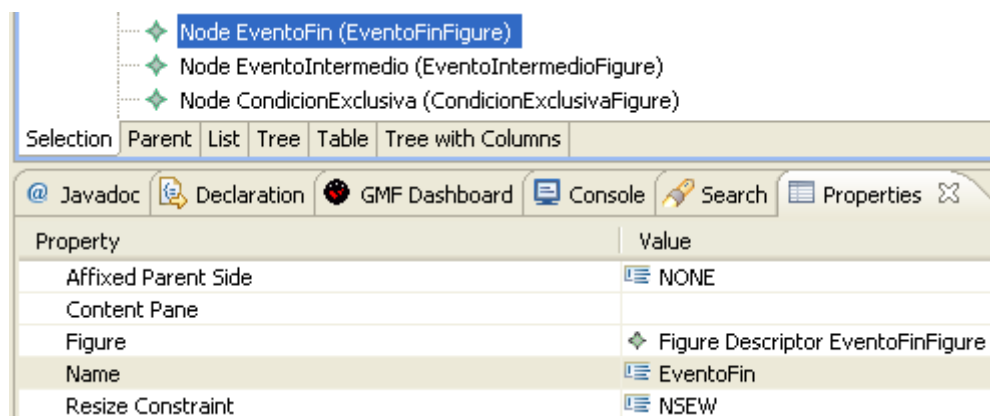 Node EventoFin (EventoFinFigure)
Node EventoIntermedio (EventoIntermedioFigure)
Node CondicionExclusiva (CondicionExclusivaFigure)
Selection Parent List Tree Table Tree with Columns
@ Javadoc Declaration GMF Dashboard Console Search Properties
Property Value
Affixed Parent Side NONE
Content Pane
Figure Figure Descriptor EventoFinFigure
Name EventoFin
Resize Constraint NSEW